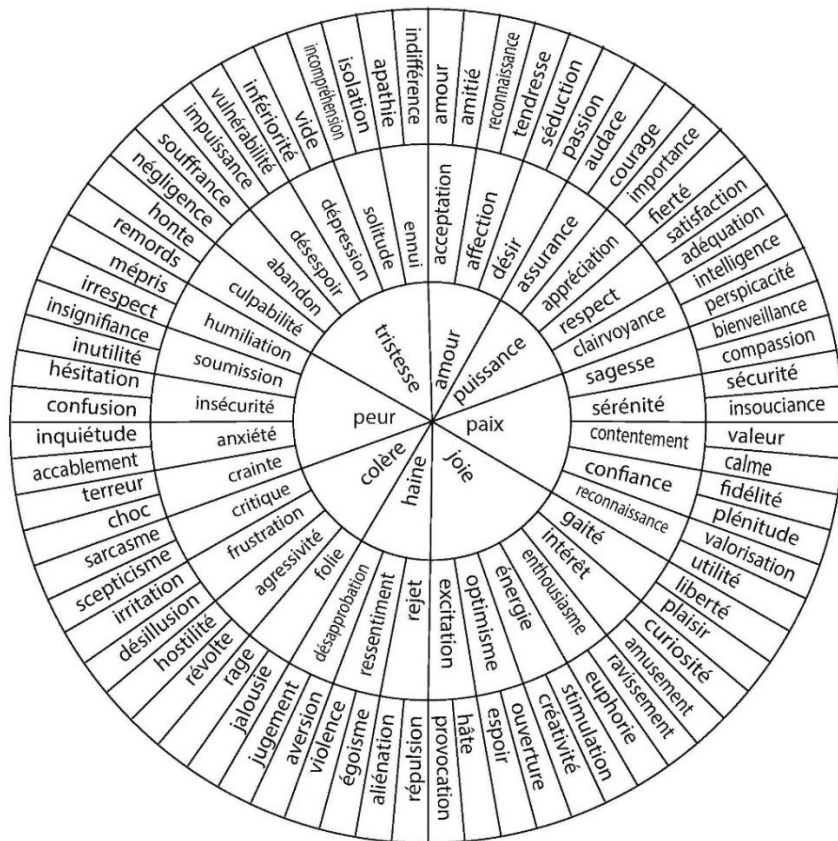 amour
amitié
reconnaissance
tendresse
séduction
passion
audace
courage
importance
fierté
satisfaction
adéquation
intelligence
perspicacité
bienveillance
compassion
sécurité
insouciance
valeur
calme
fidélité
plénitude
valorisation
utilité
liberté
plaisir
curiosité
amusement
ravissement
euphorie
stimulation
créativité
ouverture
espoir
hâte
provocation
répulsion
aliénation
égoïsme
violence
aversion
jugement
jalousie
rage
révolte
hostilité
désillusion
irritation
scepticisme
sarcasme
choc
terreur
accablement
inquiétude
confusion
hésitation
inutilité
insignifiance
irrespect
mépris
remords
honte
négligence
souffrance
impuissance
vulnérabilité
infériorité
vide
incompréhension
isolation
apathie
indifférence
acceptation
affection
désir
assurance
appréciation
respect
clairvoyance
sagesse
sérénité
contentement
confiance
reconnaissance
gaité
intérêt
enthousiasme
énergie
optimisme
excitation
rejet
ressentiment
désapprobation
folie
agressivité
frustration
critique
crainte
anxiété
insécurité
soumission
humiliation
culpabilité
abandon
désespoir
dépression
solitude
ennui
amour
puissance
paix
joie
haine
colère
peur
tristesse